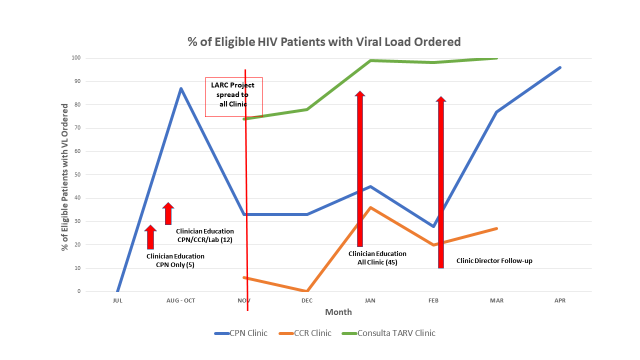 % of Eligible HIV Patients with Viral Load Ordered
% of Eligible Patients with VL Ordered
100
90
80
70
60
50
40
30
20
10
0
LARC Project
spread to
all Clinic
Clinician Education
CPN/CCR/Lab (12)
Clinician Education
CPN Only (5)
Clinician Education
All Clinic (45)
Clinic Director Follow-up
JUL
AUG - OCT
NOV
DEC
JAN
FEB
MAR
APR
Month
CPN Clinic
CCR Clinic
Consulta TARV Clinic